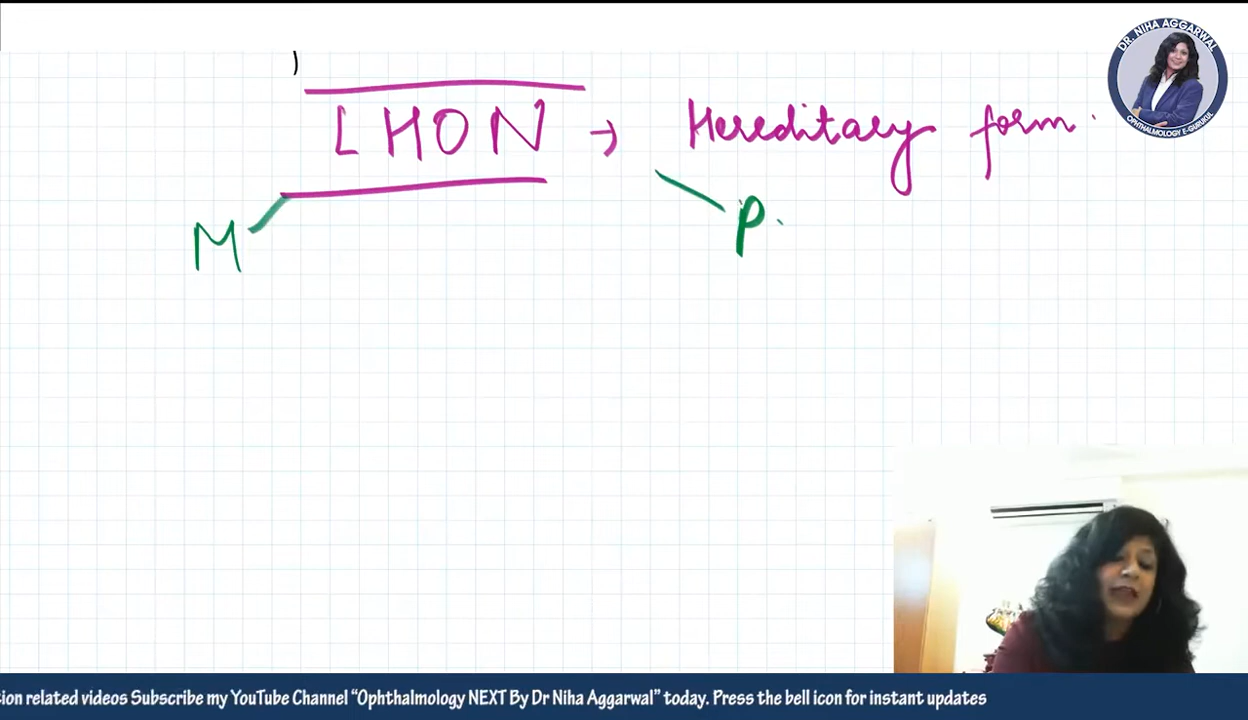 DR. NIHA AGGARWAL
OPHTHALMOLOGY E-GURUKUL
LHON → Hereditary form.
M
P.
tion related videos Subscribe my YouTube Channel “Ophthalmology NEXT By Dr Niha Aggarwal” today. Press the bell icon for instant updates